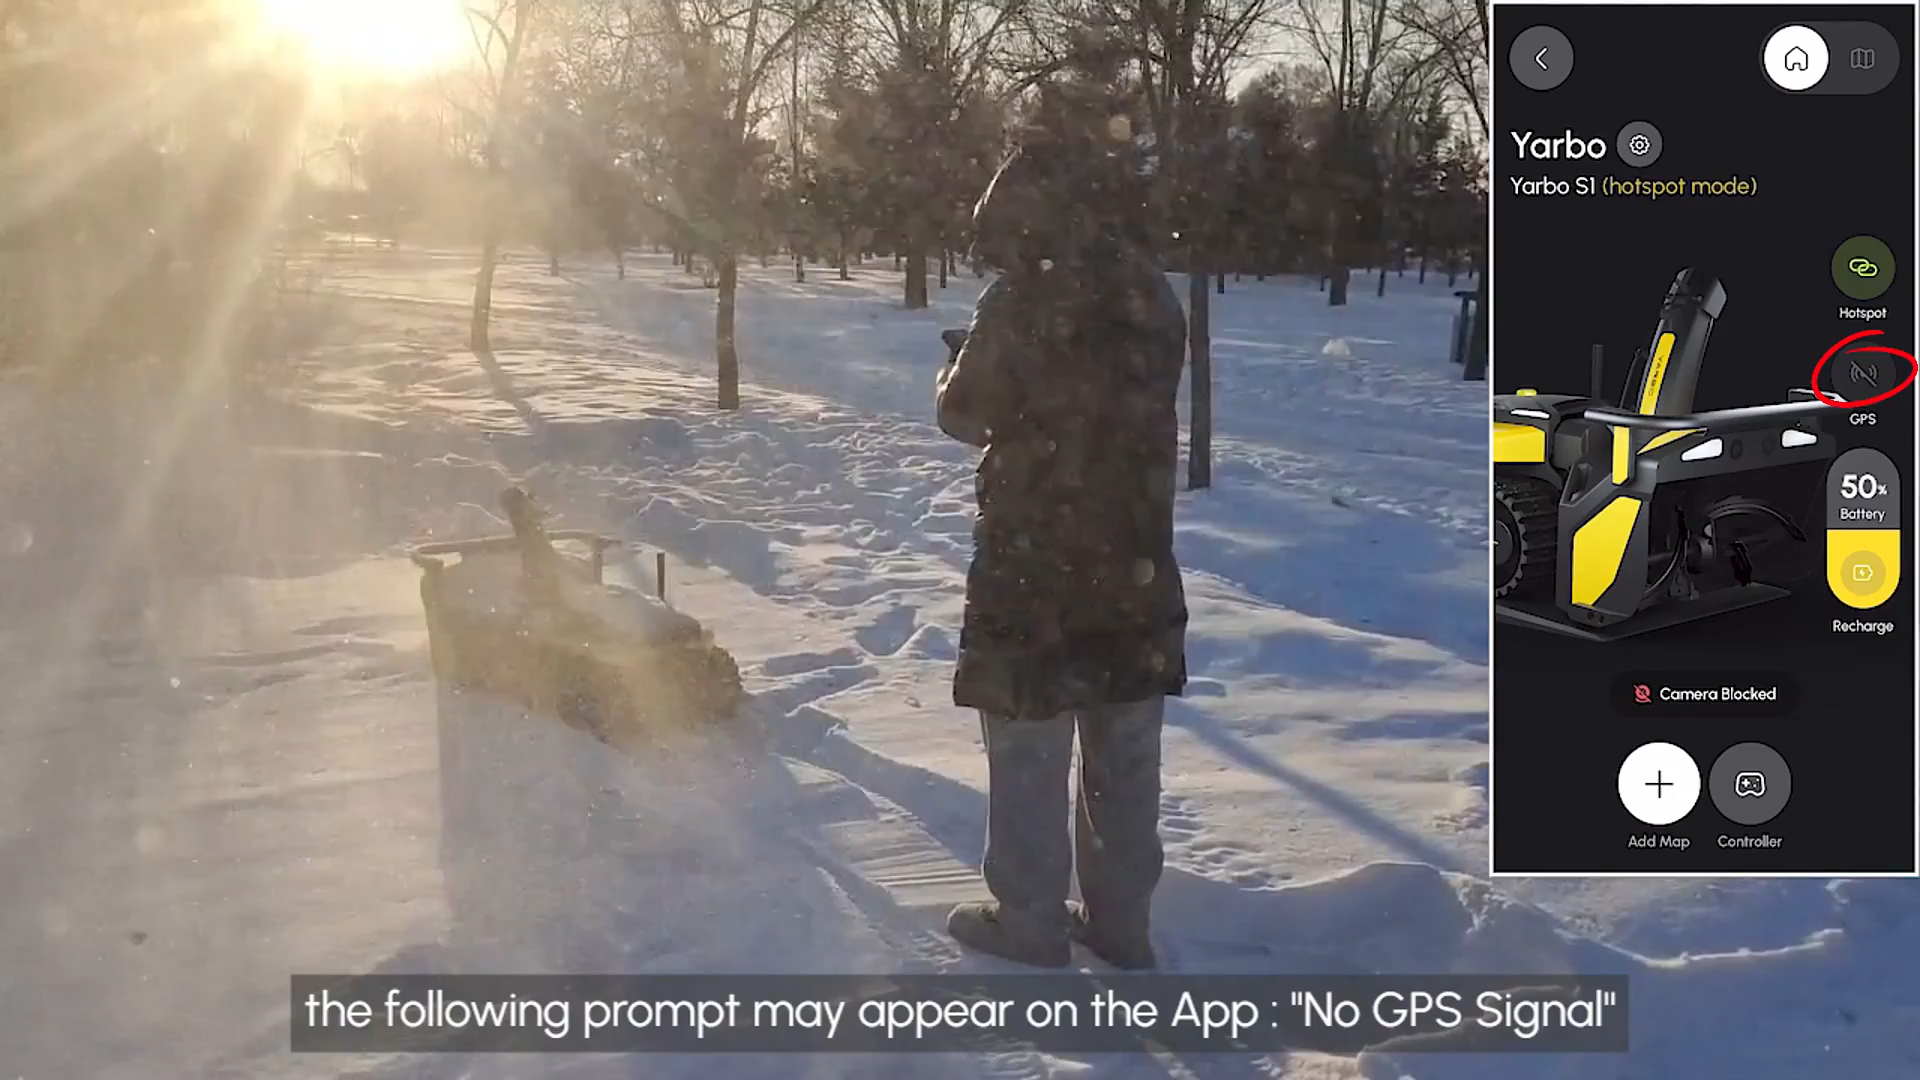 Yarbo
Yarbo S1 (hotspot mode)
Hotspot
YARBO
GPS
50%
Battery
Recharge
Camera Blocked
Add Map
Controller
the following prompt may appear on the App : "No GPS Signal"